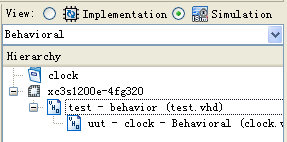 View: Implementation Simulation
Behavioral
Hierarchy
clock
xc3s1200e-4fg320
test - behavior (test.vhd)
uut - clock - Behavioral (clock.v